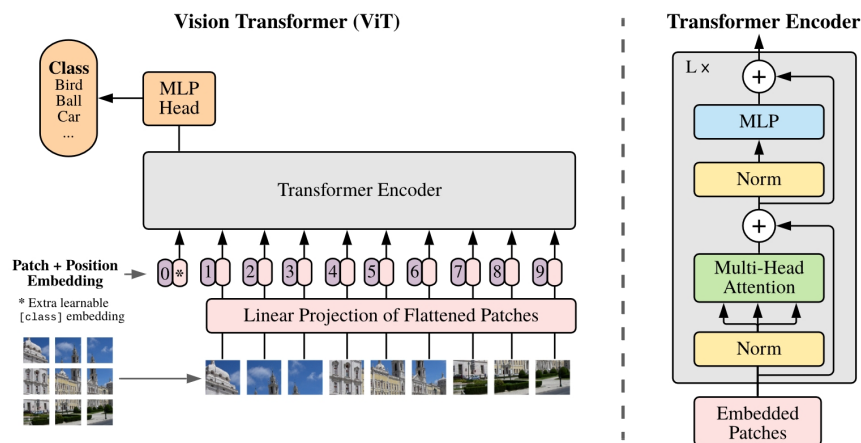 Vision Transformer (ViT)
Class
Bird
Ball
Car
...
MLP
Head
Transformer Encoder
Patch + Position
Embedding
0 * 1 2 3 4 5 6 7 8 9
* Extra learnable
[class] embedding
Linear Projection of Flattened Patches
Transformer Encoder
L ×
+
MLP
Norm
+
Multi-Head
Attention
Norm
Embedded
Patches